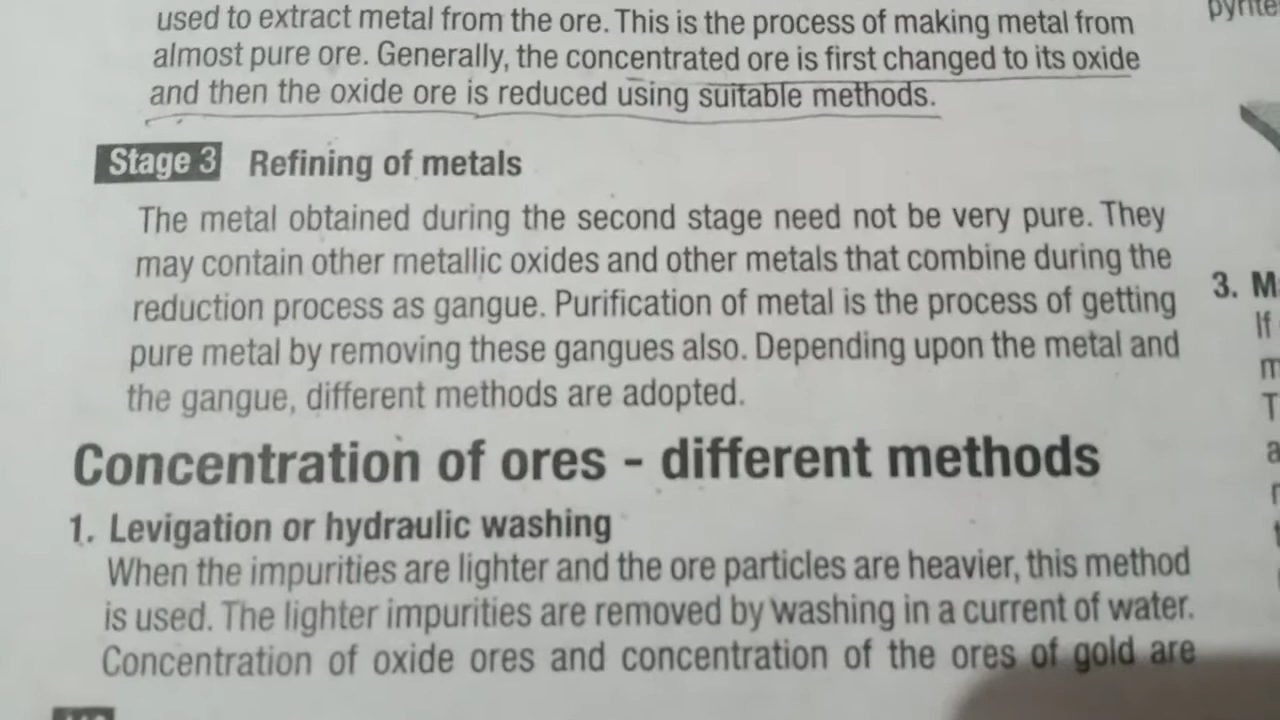 used to extract metal from the ore. This is the process of making metal from
almost pure ore. Generally, the concentrated ore is first changed to its oxide
and then the oxide ore is reduced using suitable methods.
Stage 3 Refining of metals
The metal obtained during the second stage need not be very pure. They
may contain other metallic oxides and other metals that combine during the
reduction process as gangue. Purification of metal is the process of getting
pure metal by removing these gangues also. Depending upon the metal and
the gangue, different methods are adopted.
Concentration of ores - different methods
1. Levigation or hydraulic washing
When the impurities are lighter and the ore particles are heavier, this method
is used. The lighter impurities are removed by washing in a current of water.
Concentration of oxide ores and concentration of the ores of gold are
3. M
If
m
T
a